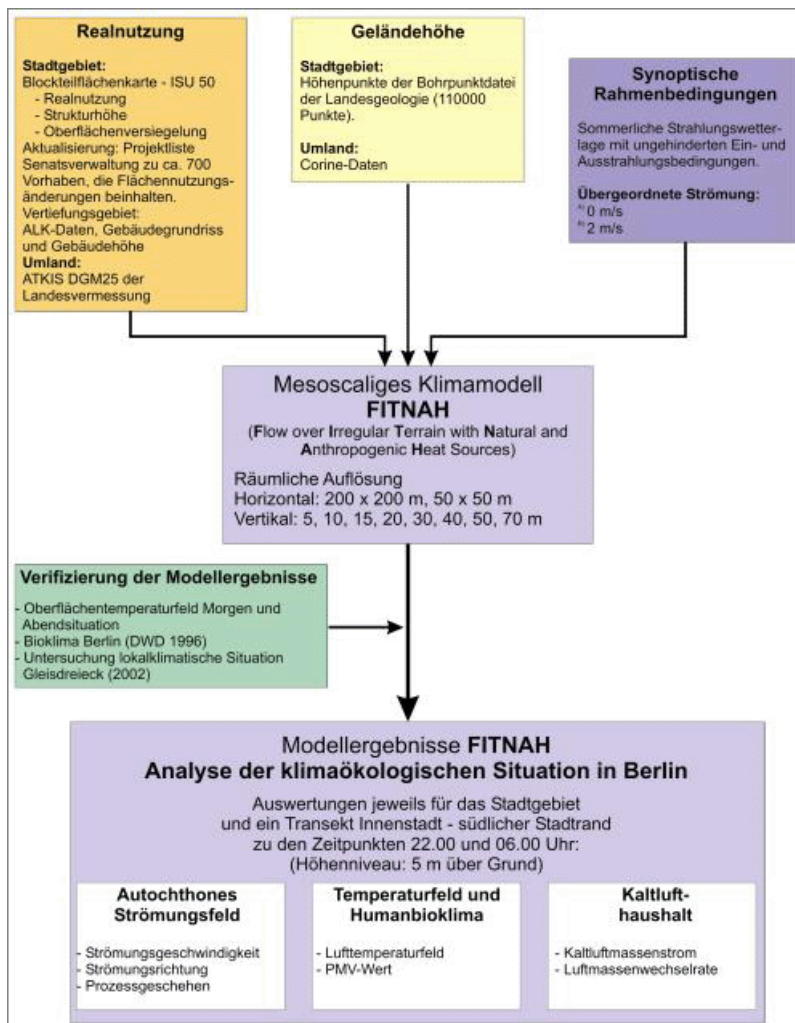 Realnutzung
Stadtgebiet:
Blockteilflächenkarte - ISU 50
- Realnutzung
- Strukturhöhe
- Oberflächenversiegelung
Aktualisierung: Projektliste
Senatsverwaltung zu ca. 700
Vorhaben, die Flächennutzungs-
änderungen beinhalten.
Vertiefungsgebiet:
ALK-Daten, Gebäudegrundriss
und Gebäudehöhe
Umland:
ATKIS DGM25 der
Landesvermessung
Geländehöhe
Stadtgebiet:
Höhenpunkte der Bohrpunktdatei
der Landesgeologie (110000
Punkte).
Umland:
Corine-Daten
Synoptische
Rahmenbedingungen
Sommerliche Strahlungswetter-
lage mit ungehinderten Ein- und
Ausstrahlungsbedingungen.
Übergeordnete Strömung:
A) 0 m/s
B) 2 m/s
Mesoscaliges Klimamodell
FITNAH
(Flow over Irregular Terrain with Natural and
Anthropogenic Heat Sources)
Räumliche Auflösung
Horizontal: 200 x 200 m, 50 x 50 m
Vertikal: 5, 10, 15, 20, 30, 40, 50, 70 m
Verifizierung der Modellergebnisse
- Oberflächentemperaturfeld Morgen und
Abendsituation
- Bioklima Berlin (DWD 1996)
- Untersuchung lokalklimatische Situation
Gleisdreieck (2002)
Modellergebnisse FITNAH
Analyse der klimaökologischen Situation in Berlin
Auswertungen jeweils für das Stadtgebiet
und ein Transekt Innenstadt - südlicher Stadtrand
zu den Zeitpunkten 22.00 und 06.00 Uhr:
(Höhenniveau: 5 m über Grund)
Autochthones
Strömungsfeld
- Strömungsgeschwindigkeit
- Strömungsrichtung
- Prozessgeschehen
Temperaturfeld und
Humanbioklima
- Lufttemperaturfeld
- PMV-Wert
Kaltluft-
haushalt
- Kaltluftmassenstrom
- Luftmassenwechselrate